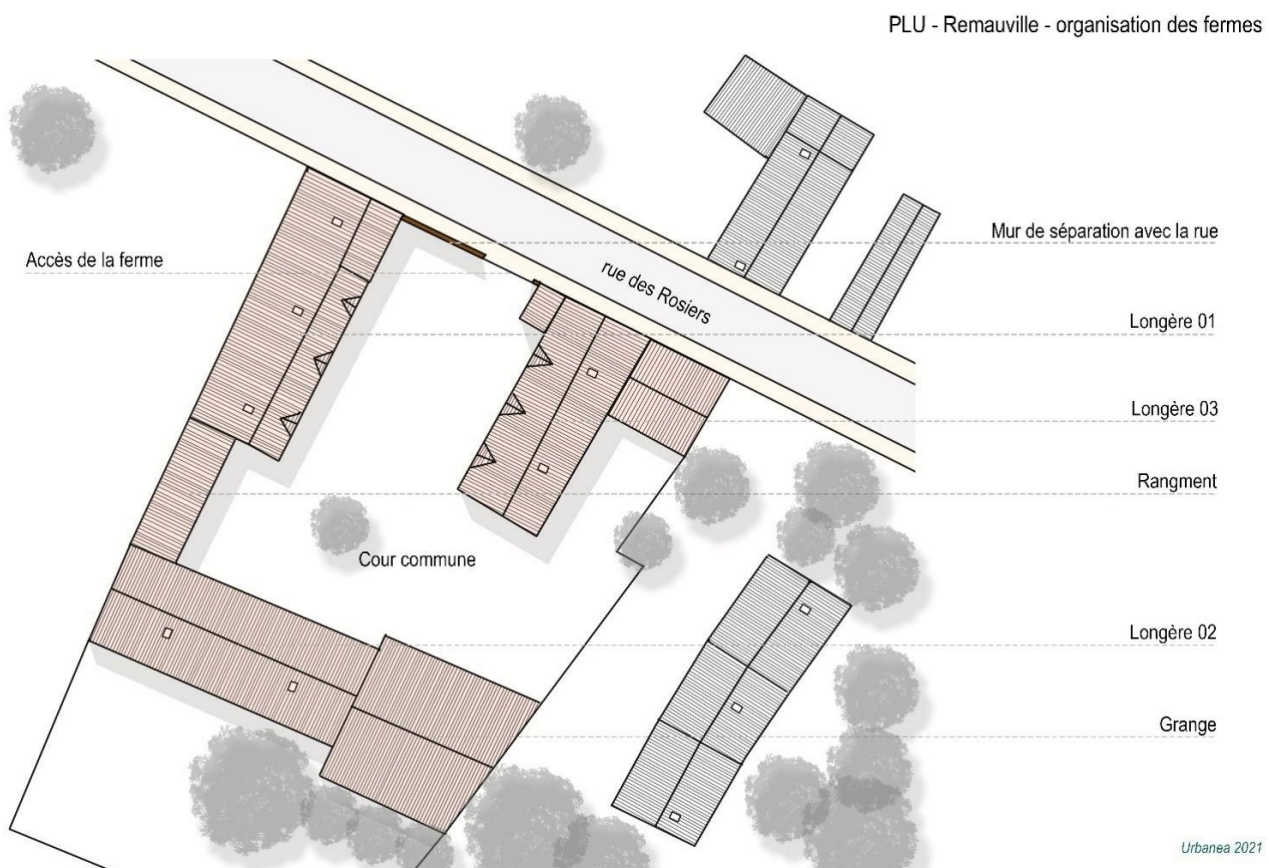 PLU - Remauville - organisation des fermes
Mur de séparation avec la rue
Accès de la ferme
rue des Rosiers
Longère 01
Longère 03
Rangment
Cour commune
Longère 02
Grange
Urbanea 2021